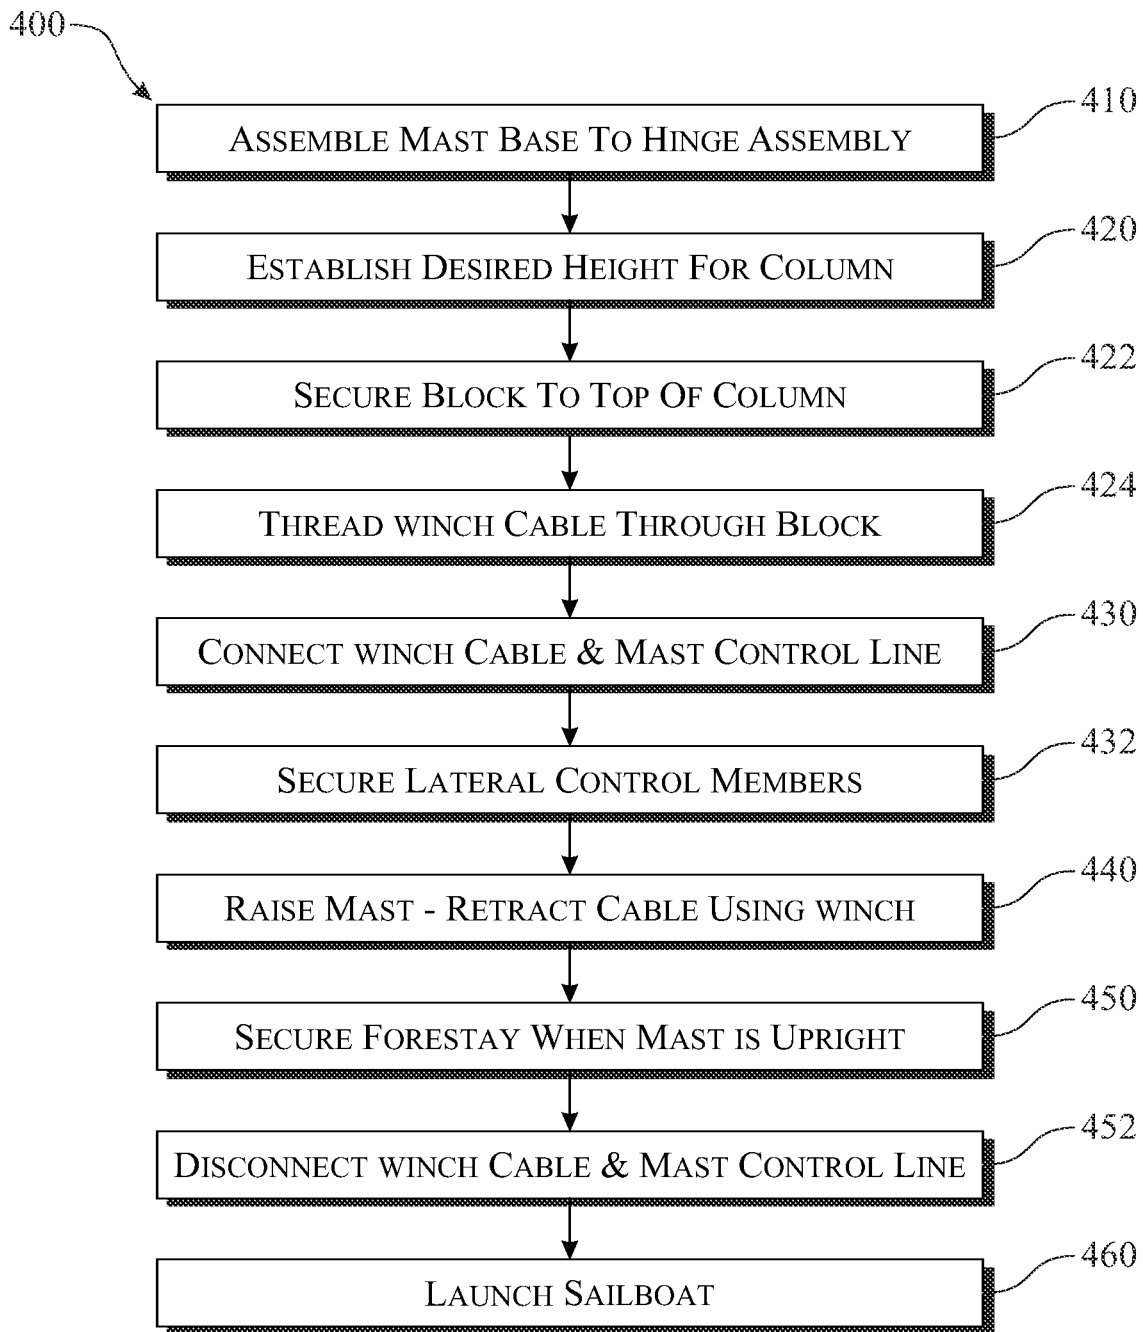 400
410
ASSEMBLE MAST BASE TO HINGE ASSEMBLY
420
ESTABLISH DESIRED HEIGHT FOR COLUMN
422
SECURE BLOCK TO TOP OF COLUMN
424
THREAD WINCH CABLE THROUGH BLOCK
430
CONNECT WINCH CABLE & MAST CONTROL LINE
432
SECURE LATERAL CONTROL MEMBERS
440
RAISE MAST - RETRACT CABLE USING WINCH
450
SECURE FORESTAY WHEN MAST IS UPRIGHT
452
DISCONNECT WINCH CABLE & MAST CONTROL LINE
460
LAUNCH SAILBOAT